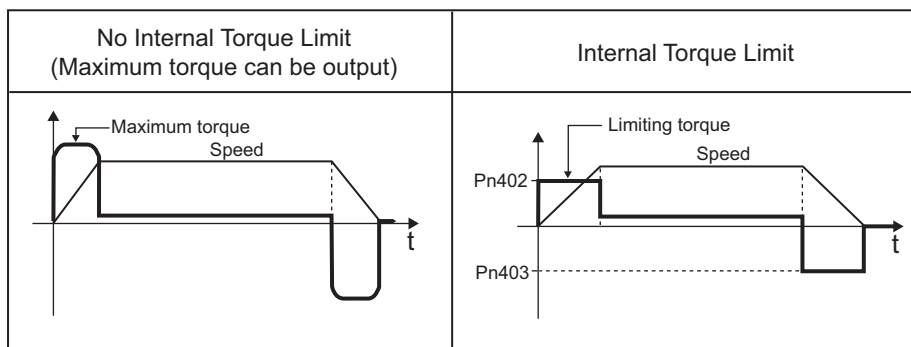 No Internal Torque Limit
(Maximum torque can be output)
Internal Torque Limit
Maximum torque
Speed
t
Limiting torque
Speed
Pn402
t
Pn403